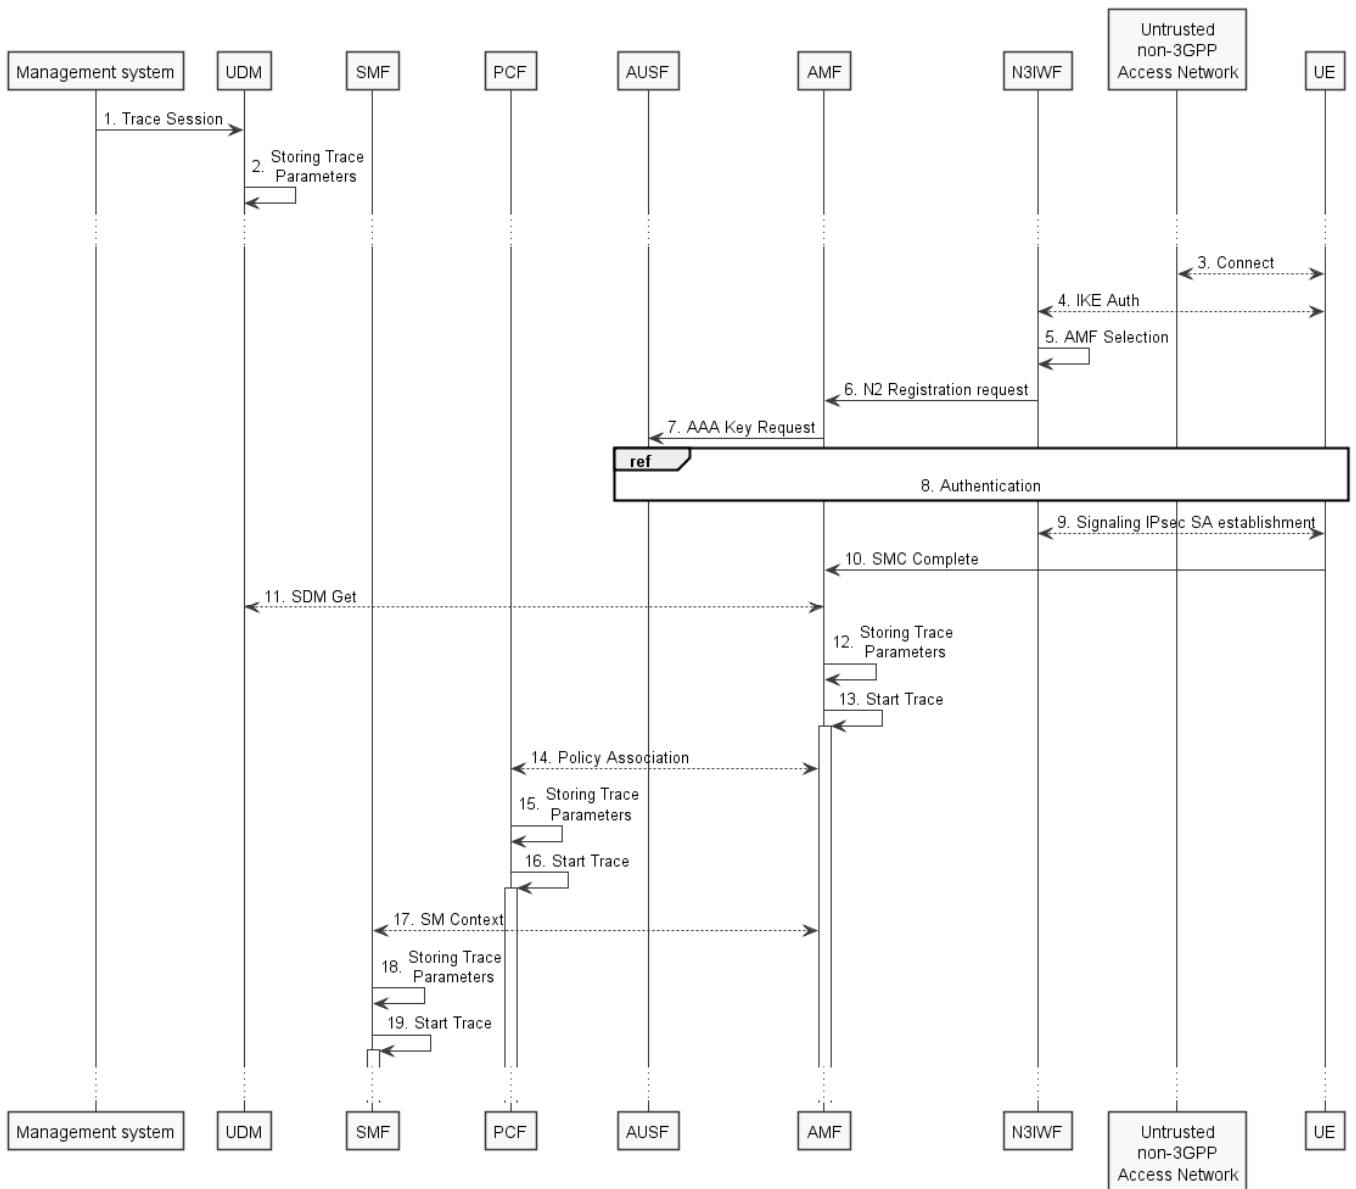 Untrusted
non-3GPP
Access Network
Management system
UDM
SMF
PCF
AUSF
AMF
N3IWF
UE
1. Trace Session
2. Storing Trace
Parameters
3. Connect
4. IKE Auth
5. AMF Selection
6. N2 Registration request
7. AAA Key Request
ref
8. Authentication
9. Signaling IPsec SA establishment
10. SMC Complete
11. SDM Get
12. Storing Trace
Parameters
13. Start Trace
14. Policy Association
15. Storing Trace
Parameters
16. Start Trace
17. SM Context
18. Storing Trace
Parameters
19. Start Trace
Management system
UDM
SMF
PCF
AUSF
AMF
N3IWF
Untrusted
non-3GPP
Access Network
UE